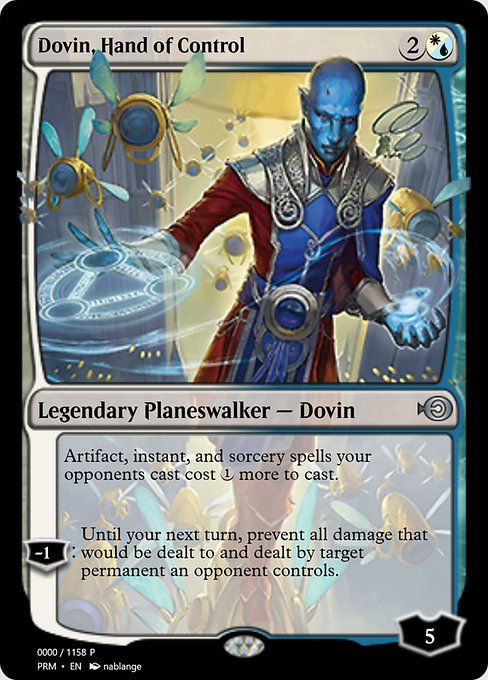 Dovin, Hand of Control 2
Legendary Planeswalker — Dovin
Artifact, instant, and sorcery spells your
opponents cast cost 1 more to cast.
-1 : Until your next turn, prevent all damage that
would be dealt to and dealt by target
permanent an opponent controls.
5
0000 / 1158 P
PRM • EN nablange